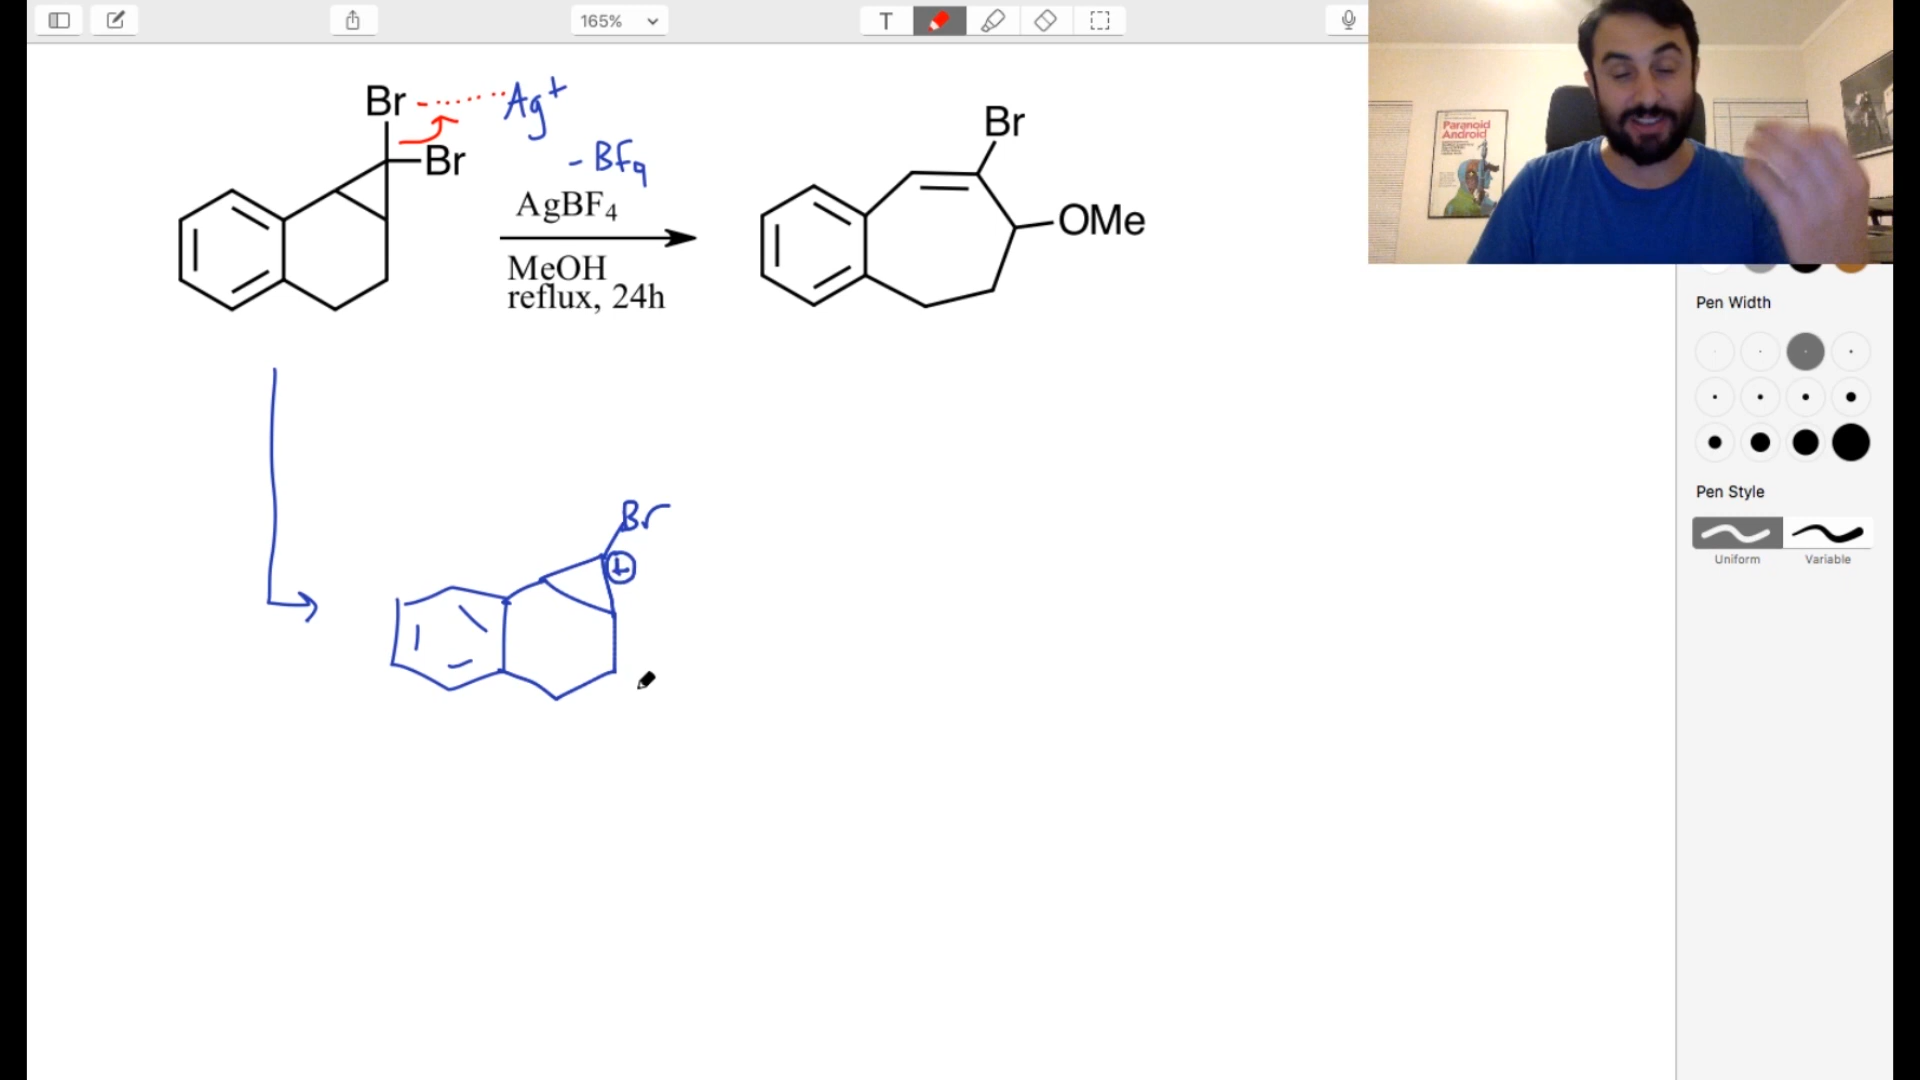 165%
T
Br
Ag+
Br
-BF4
AgBF4
MeOH
reflux, 24h
Br
OMe
Br
+
Paranoid
Android
Pen Width
Pen Style
Uniform
Variable